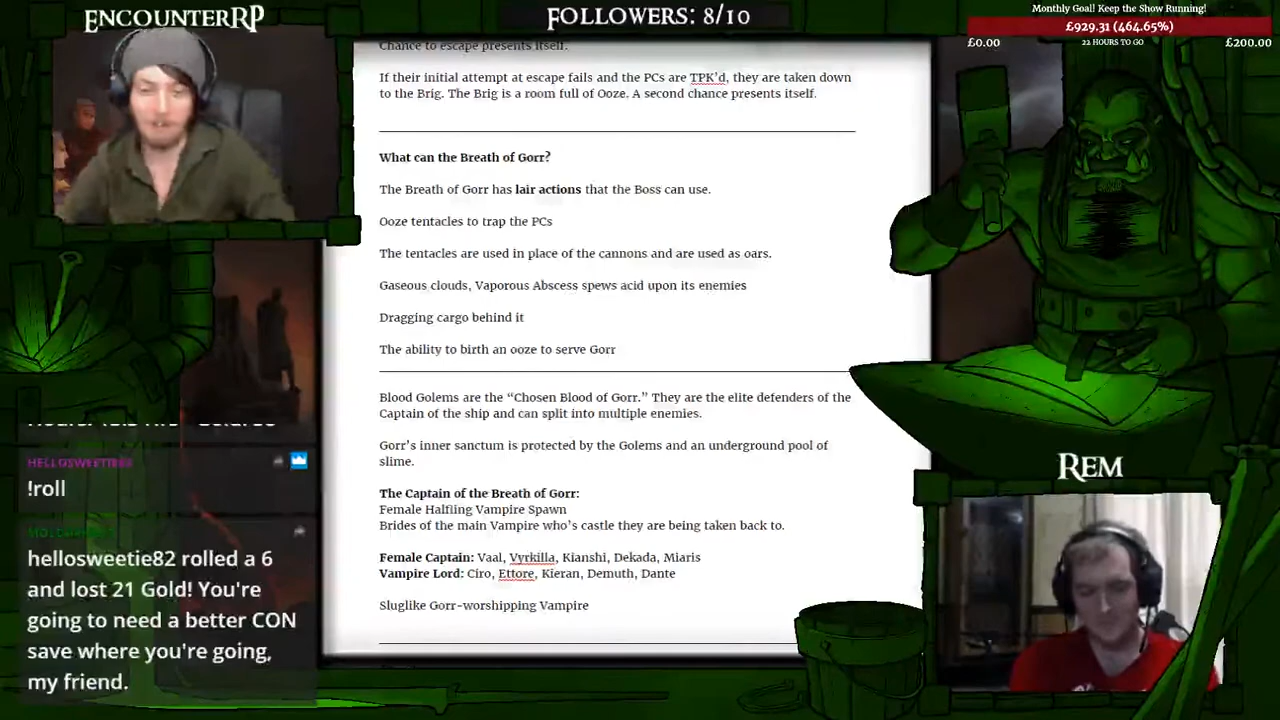 ENCOUNTERRP
FOLLOWERS: 8/10
Monthly Goal! Keep the Show Running!
£929.31 (464.65%)
£0.00
22 HOURS TO GO
£200.00
Chance to escape presents itself.
If their initial attempt at escape fails and the PCs are TPK'd, they are taken down
to the Brig. The Brig is a room full of Ooze. A second chance presents itself.
What can the Breath of Gorr?
The Breath of Gorr has lair actions that the Boss can use.
Ooze tentacles to trap the PCs
The tentacles are used in place of the cannons and are used as oars.
Gaseous clouds, Vaporous Abscess spews acid upon its enemies
Dragging cargo behind it
The ability to birth an ooze to serve Gorr
Blood Golems are the “Chosen Blood of Gorr.” They are the elite defenders of the
Captain of the ship and can split into multiple enemies.
Gorr's inner sanctum is protected by the Golems and an underground pool of
slime.
The Captain of the Breath of Gorr:
Female Halfling Vampire Spawn
Brides of the main Vampire who's castle they are being taken back to.
Female Captain: Vaal, Vyrkilla, Kianshi, Dekada, Miaris
Vampire Lord: Ciro, Ettore, Kieran, Demuth, Dante
Sluglike Gorr-worshipping Vampire
HELLOSWEETIE82
!roll
hellosweetie82 rolled a 6
and lost 21 Gold! You're
going to need a better CON
save where you're going,
my friend.
REM